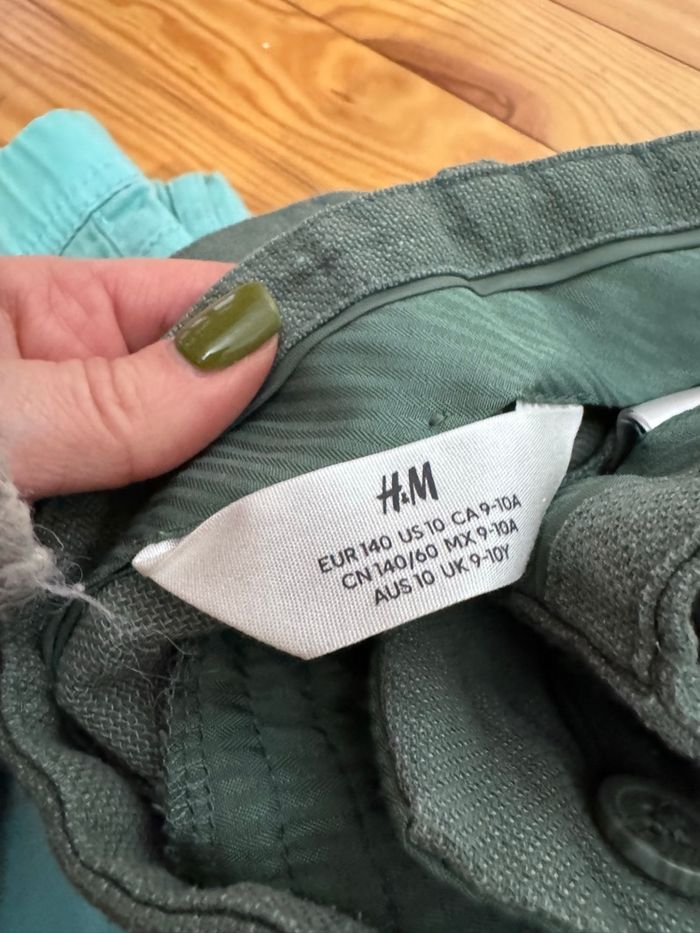 H&M
EUR 140 US 10 CA 9-10A
CN 140/60 MX 9-10A
AUS 10 UK 9-10Y